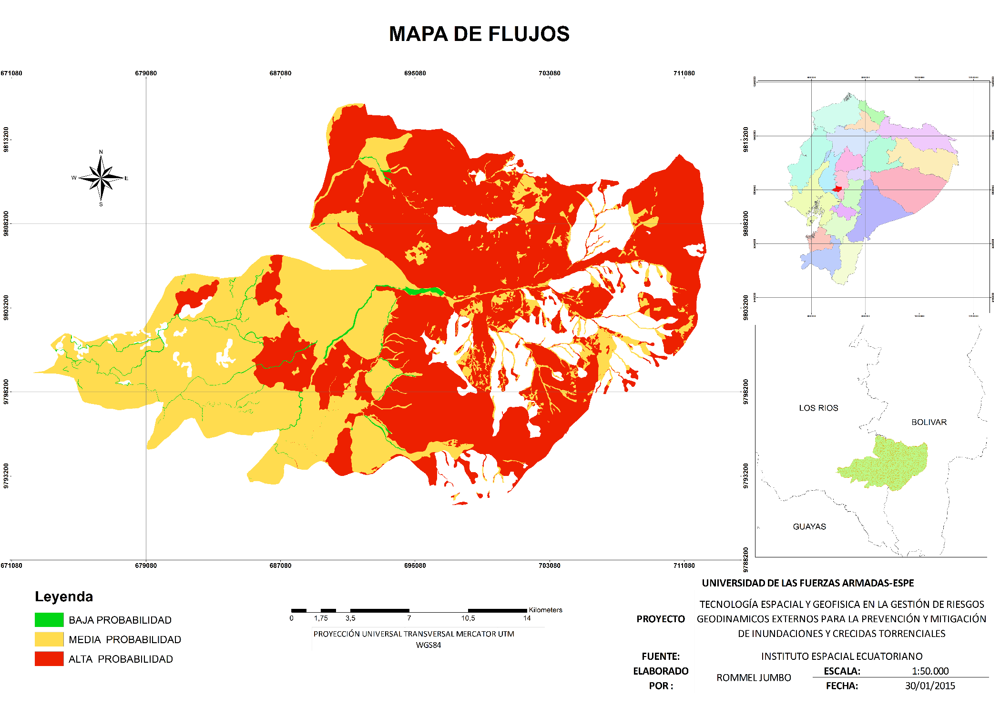 MAPA DE FLUJOS
671080 679080 687080 695080 703080 711080
9813200
9808200
9803200
9798200
9793200
9813200
9808200
9803200
9798200
9793200
9788200
N
W E
S
671080 679080 687080 695080 703080 711080
LOS RIOS
BOLIVAR
GUAYAS
Leyenda
BAJA PROBABILIDAD
MEDIA PROBABILIDAD
ALTA PROBABILIDAD
Kilometers
0 1,75 3,5 7 10,5 14
PROYECCIÓN UNIVERSAL TRANSVERSAL MERCATOR UTM
WGS84
UNIVERSIDAD DE LAS FUERZAS ARMADAS-ESPE
PROYECTO
TECNOLOGÍA ESPACIAL Y GEOFISICA EN LA GESTIÓN DE RIESGOS
GEODINAMICOS EXTERNOS PARA LA PREVENCIÓN Y MITIGACIÓN
DE INUNDACIONES Y CRECIDAS TORRENCIALES
FUENTE: INSTITUTO ESPACIAL ECUATORIANO
ELABORADO
POR :
ROMMEL JUMBO
ESCALA: 1:50.000
FECHA: 30/01/2015